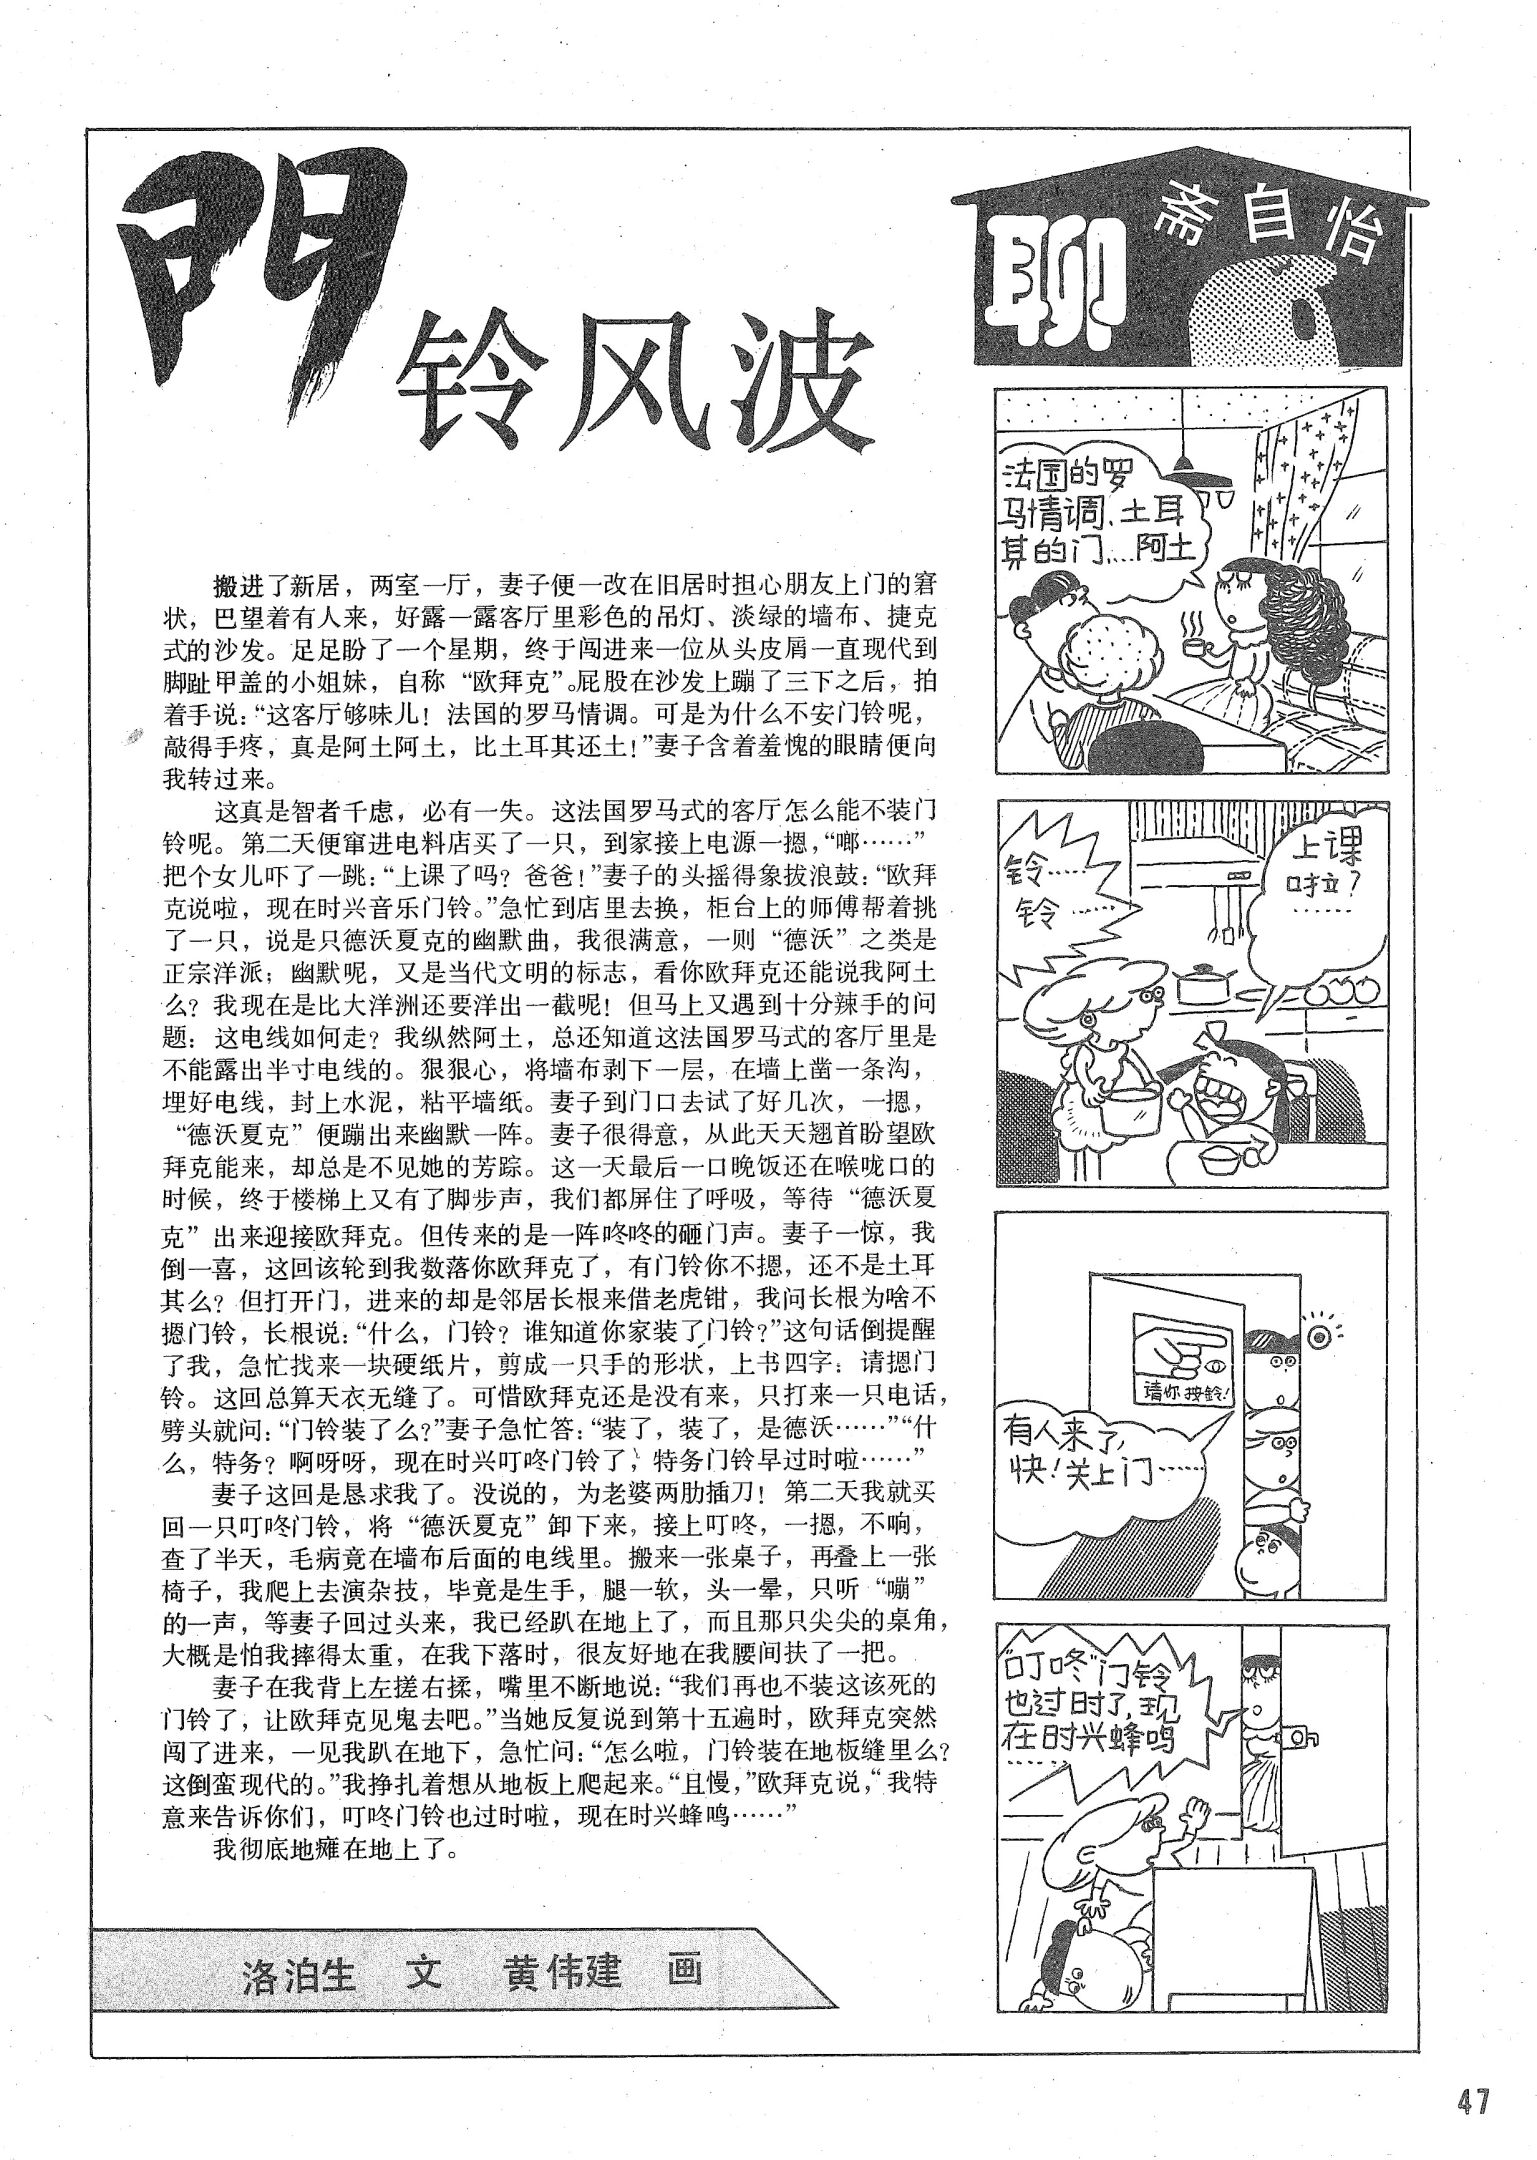 門
铃风波
聊斋自怡
搬进了新居，两室一厅，妻子便一改在旧居时担心朋友上门的窘
状，巴望着有人来，好露一露客厅里彩色的吊灯、淡绿的墙布、捷克
式的沙发。足足盼了一个星期，终于闯进来一位从头皮屑一直现代到
脚趾甲盖的小姐妹，自称“欧拜克”。屁股在沙发上蹦了三下之后，拍
着手说：“这客厅够味儿！法国的罗马情调。可是为什么不安门铃呢，
敲得手疼，真是阿土阿土，比土耳其还土！”妻子含着羞愧的眼睛便向
我转过来。
这真是智者千虑，必有一失。这法国罗马式的客厅怎么能不装门
铃呢。第二天便窜进电料店买了一只，到家接上电源一摁，“啷……”
把个女儿吓了一跳：“上课了吗？爸爸！”妻子的头摇得象拔浪鼓：“欧拜
克说啦，现在时兴音乐门铃。”急忙到店里去换，柜台上的师傅帮着挑
了一只，说是只德沃夏克的幽默曲，我很满意，一则“德沃”之类是
正宗洋派；幽默呢，又是当代文明的标志，看你欧拜克还能说我阿土
么？我现在是比大洋洲还要洋出一截呢！但马上又遇到十分辣手的问
题：这电线如何走？我纵然阿土，总还知道这法国罗马式的客厅里是
不能露出半寸电线的。狠狠心，将墙布剥下一层，在墙上凿一条沟，
埋好电线，封上水泥，粘平墙纸。妻子到门口去试了好几次，一摁，
“德沃夏克”便蹦出来幽默一阵。妻子很得意，从此天天翘首盼望欧
拜克能来，却总是不见她的芳踪。这一天最后一口晚饭还在喉咙口的
时候，终于楼梯上又有了脚步声，我们都屏住了呼吸，等待“德沃夏
克”出来迎接欧拜克。但传来的是一阵咚咚的砸门声。妻子一惊，我
倒一喜，这回该轮到我数落你欧拜克了，有门铃你不摁，还不是土耳
其么？但打开门，进来的却是邻居长根来借老虎钳，我问长根为啥不
摁门铃，长根说：“什么，门铃？谁知道你家装了门铃？”这句话倒提醒
了我，急忙找来一块硬纸片，剪成一只手的形状，上书四字：请摁门
铃。这回总算天衣无缝了。可惜欧拜克还是没有来，只打来一只电话，
劈头就问：“门铃装了么？”妻子急忙答：“装了，装了，是德沃……”“什
么，特务？啊呀呀，现在时兴叮咚门铃了，特务门铃早过时啦……”
妻子这回是恳求我了。没说的，为老婆两肋插刀！第二天我就买
回一只叮咚门铃，将“德沃夏克”卸下来，接上叮咚，一摁，不响，
查了半天，毛病竟在墙布后面的电线里。搬来一张桌子，再叠上一张
椅子，我爬上去演杂技，毕竟是生手，腿一软，头一晕，只听“嘣”
的一声，等妻子回过头来，我已经趴在地上了，而且那只尖尖的桌角，
大概是怕我摔得太重，在我下落时，很友好地在我腰间扶了一把。
妻子在我背上左搓右揉，嘴里不断地说：“我们再也不装这该死的
门铃了，让欧拜克见鬼去吧。”当她反复说到第十五遍时，欧拜克突然
闯了进来，一见我趴在地下，急忙问：“怎么啦，门铃装在地板缝里么？
这倒蛮现代的。”我挣扎着想从地板上爬起来。“且慢，”欧拜克说，“我特
意来告诉你们，叮咚门铃也过时啦，现在时兴蜂鸣……”
我彻底地瘫在地上了。
洛泊生 文 黄伟建 画
法国的罗
马情调、土耳
其的门....阿土
铃……
铃……
上课
啦？
……
请你按铃！
有人来了，
快！关上门……
“叮咚”门铃
也过时了，现
在时兴蜂鸣
……
47